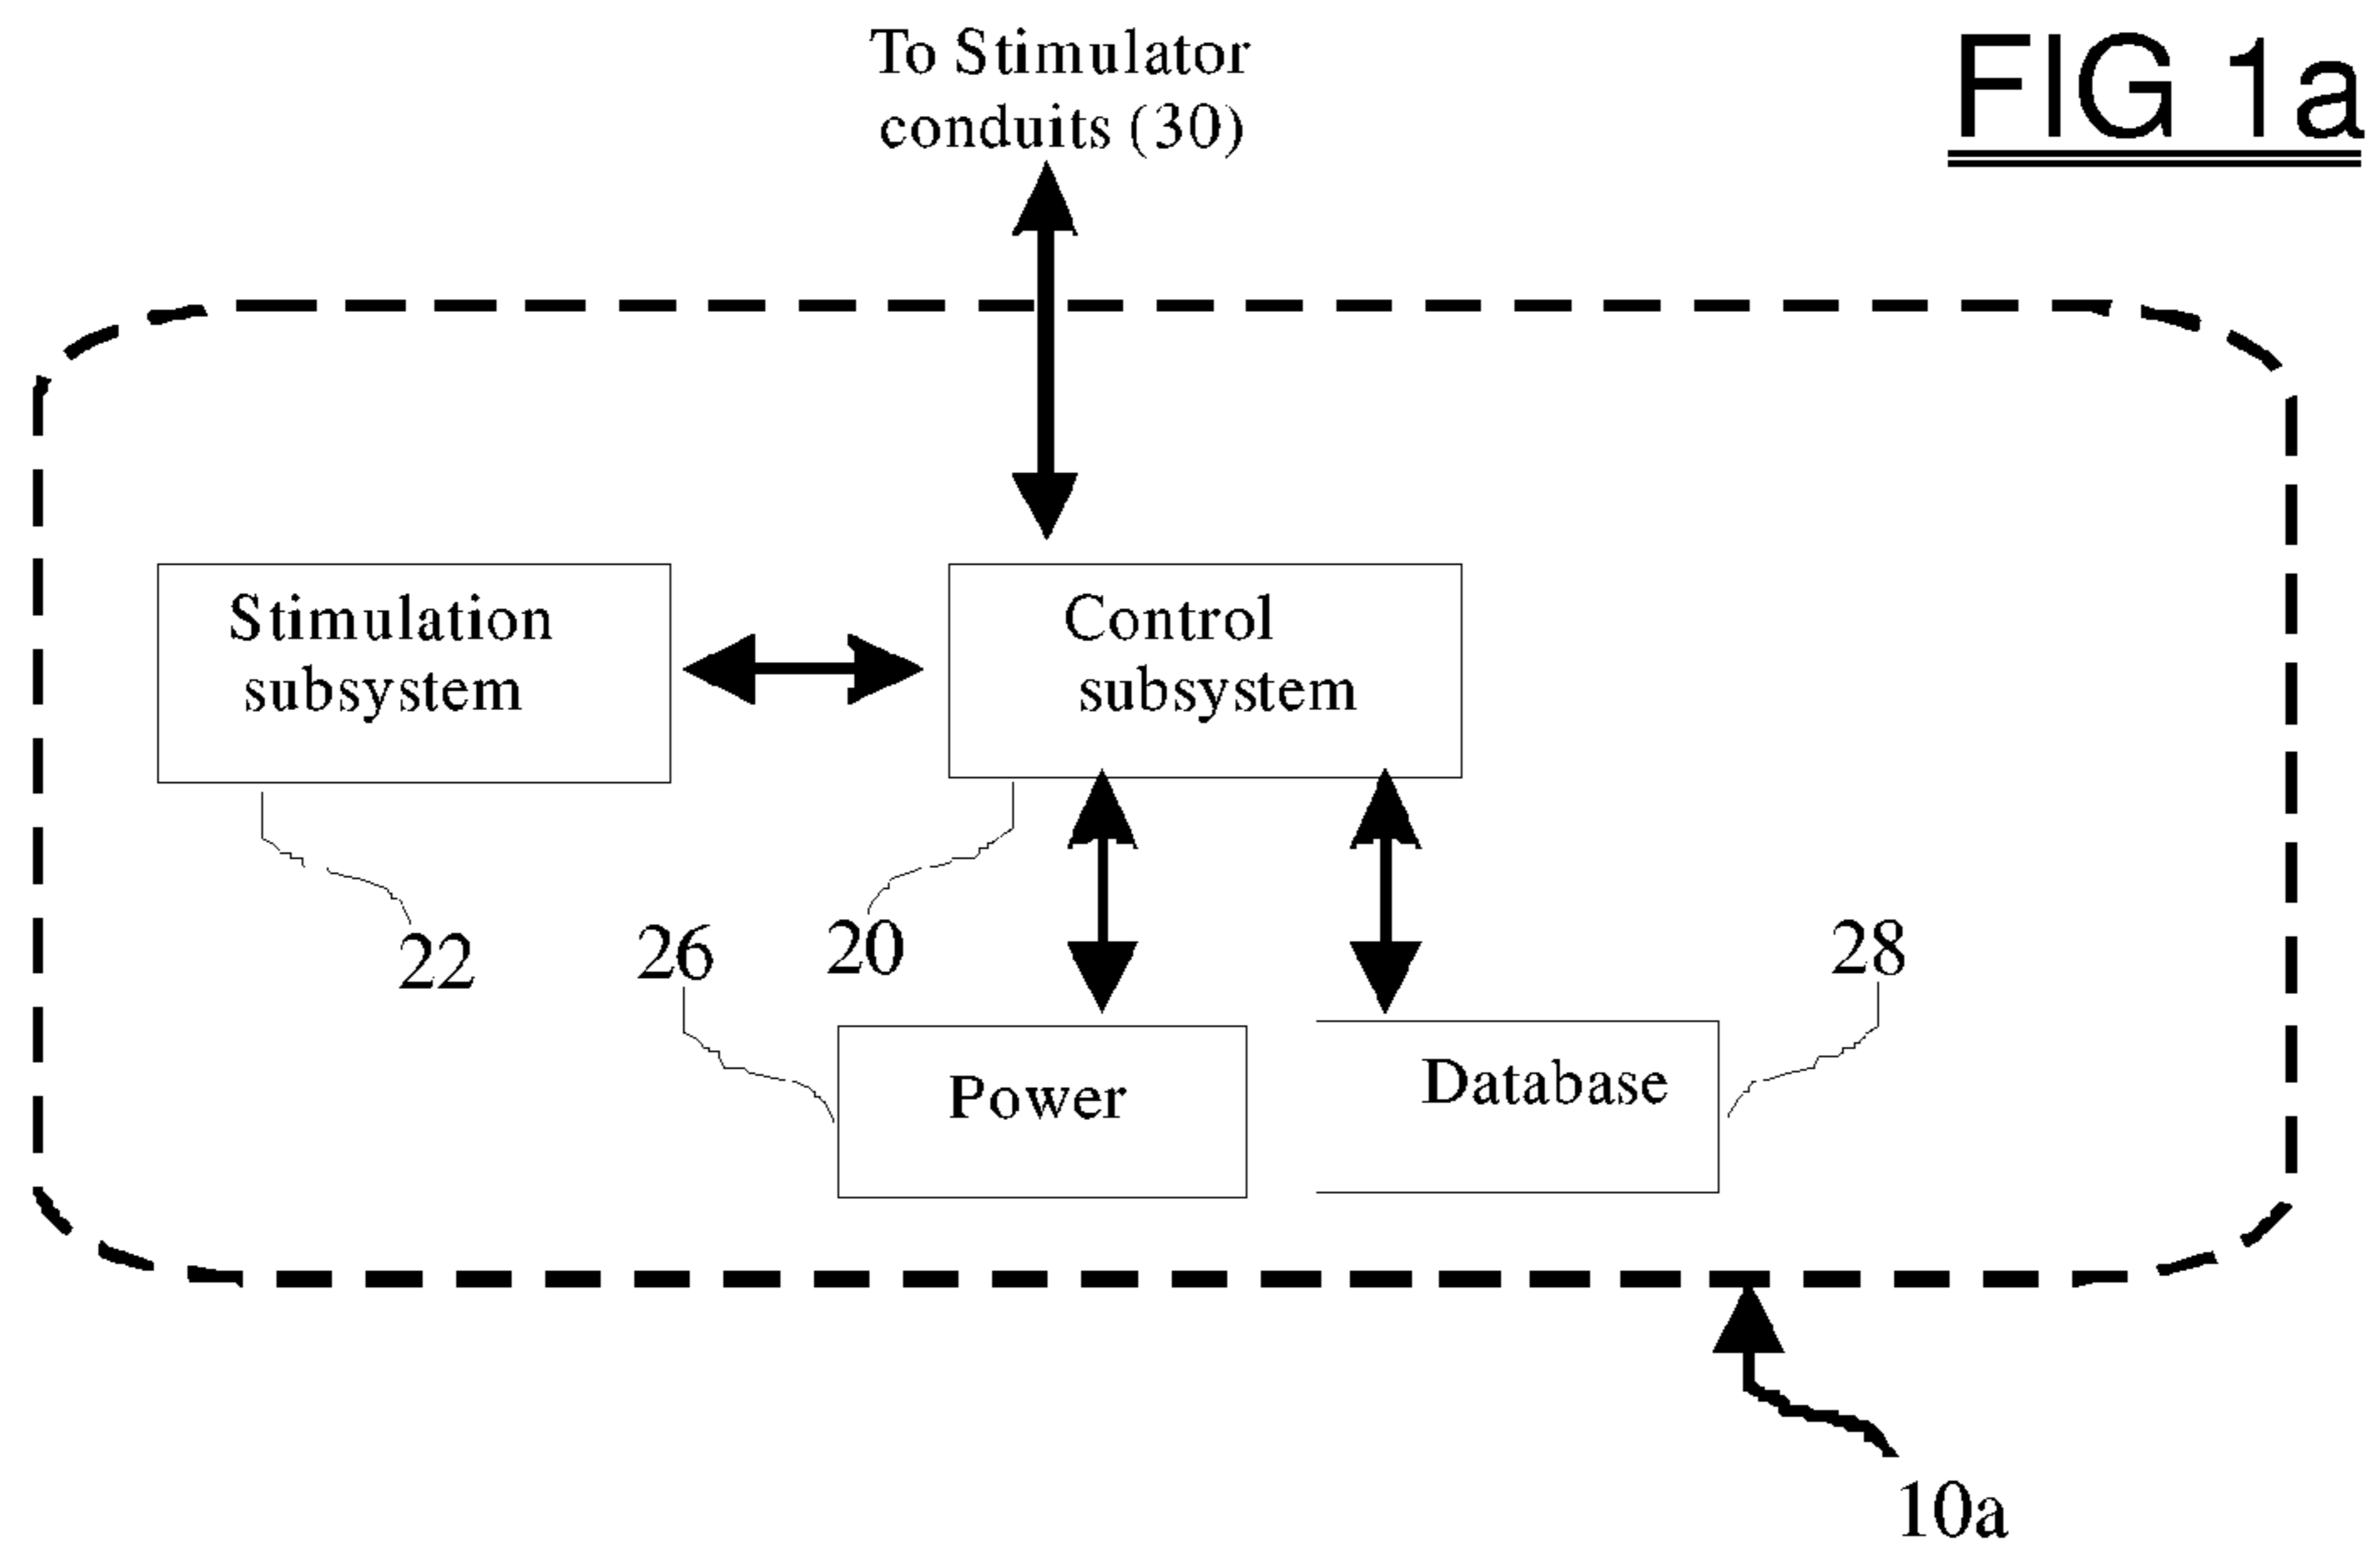 FIG 1a
To Stimulator
conduits (30)
Stimulation
subsystem
Control
subsystem
22
26
20
28
Power
Database
10a